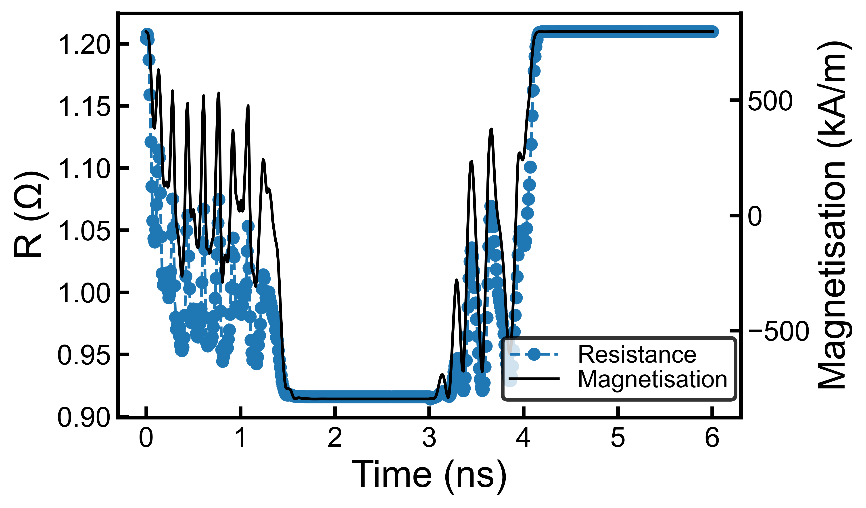 1.20
1.15
1.10
1.05
1.00
0.95
0.90
R (Ω)
500
0
−500
Magnetisation (kA/m)
Resistance
Magnetisation
0 1 2 3 4 5 6
Time (ns)